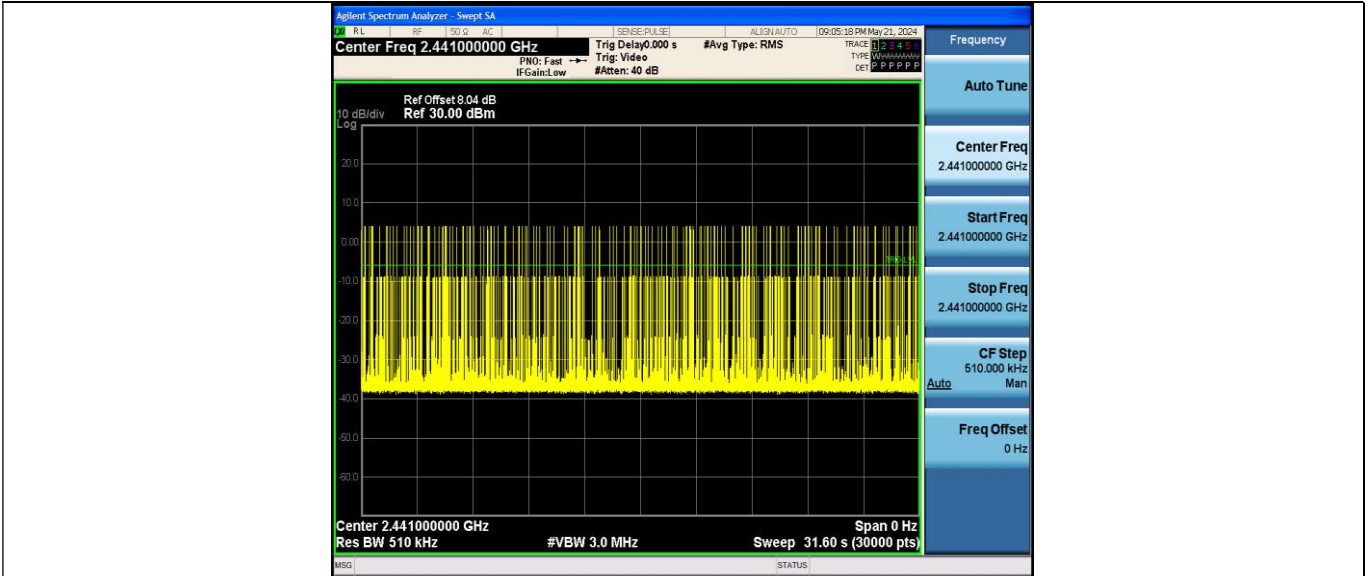 Agilent Spectrum Analyzer - Swept SA
RL RF 50 Ω AC SENSE:PULSE ALIGN AUTO 09:05:18 PM May 21, 2024
Center Freq 2.441000000 GHz
PNO: Fast
IFGain:Low
Trig Delay0.000 s
Trig: Video
#Atten: 40 dB
#Avg Type: RMS
TRACE 1 2 3 4 5 6
TYPE
DET P P P P P P
Frequency
Auto Tune
Center Freq
2.441000000 GHz
Start Freq
2.441000000 GHz
Stop Freq
2.441000000 GHz
CF Step
510.000 kHz
Auto Man
Freq Offset
0 Hz
Ref Offset 8.04 dB
10 dB/div Ref 30.00 dBm
Log
20.0
10.0
0.00
TRIG LVL
-10.0
-20.0
-30.0
-40.0
-50.0
-60.0
Center 2.441000000 GHz Span 0 Hz
Res BW 510 kHz #VBW 3.0 MHz Sweep 31.60 s (30000 pts)
MSG STATUS